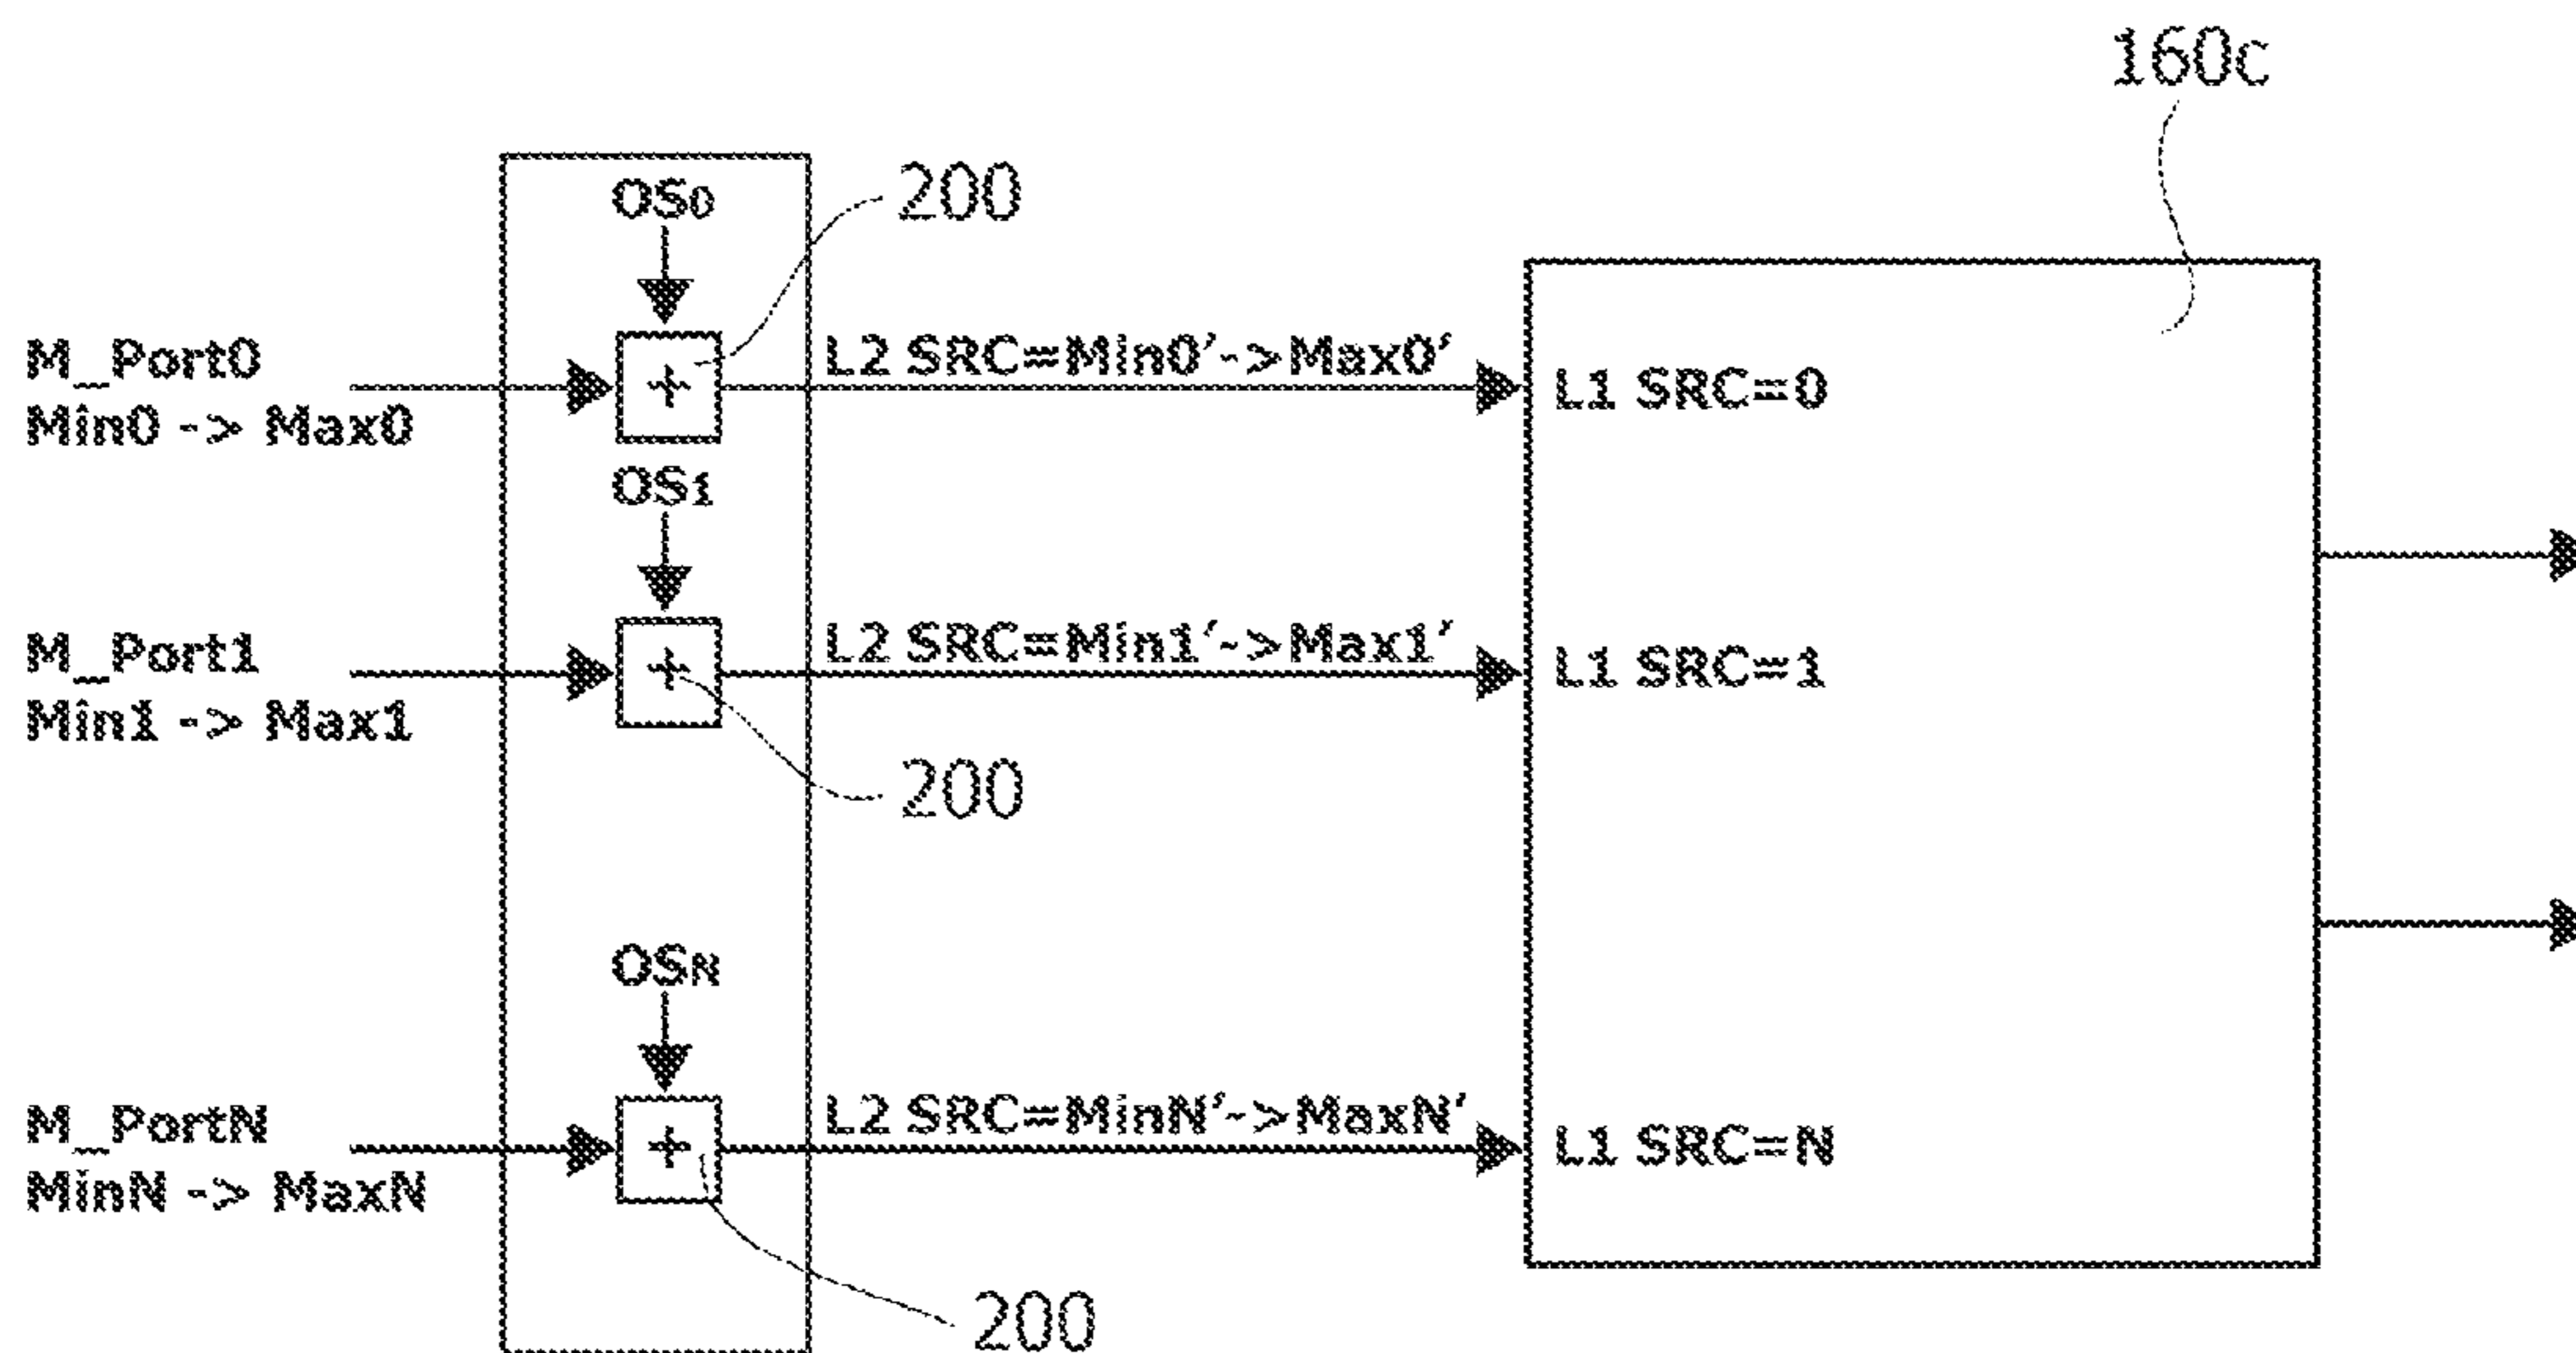 160c
OS0
200
M_Port0
Min0 -> Max0
+
L2 SRC=Min0'->Max0'
L1 SRC=0
OS1
M_Port1
Min1 -> Max1
+
L2 SRC=Min1'->Max1'
L1 SRC=1
200
OSN
M_PortN
MinN -> MaxN
+
L2 SRC=MinN'->MaxN'
L1 SRC=N
200